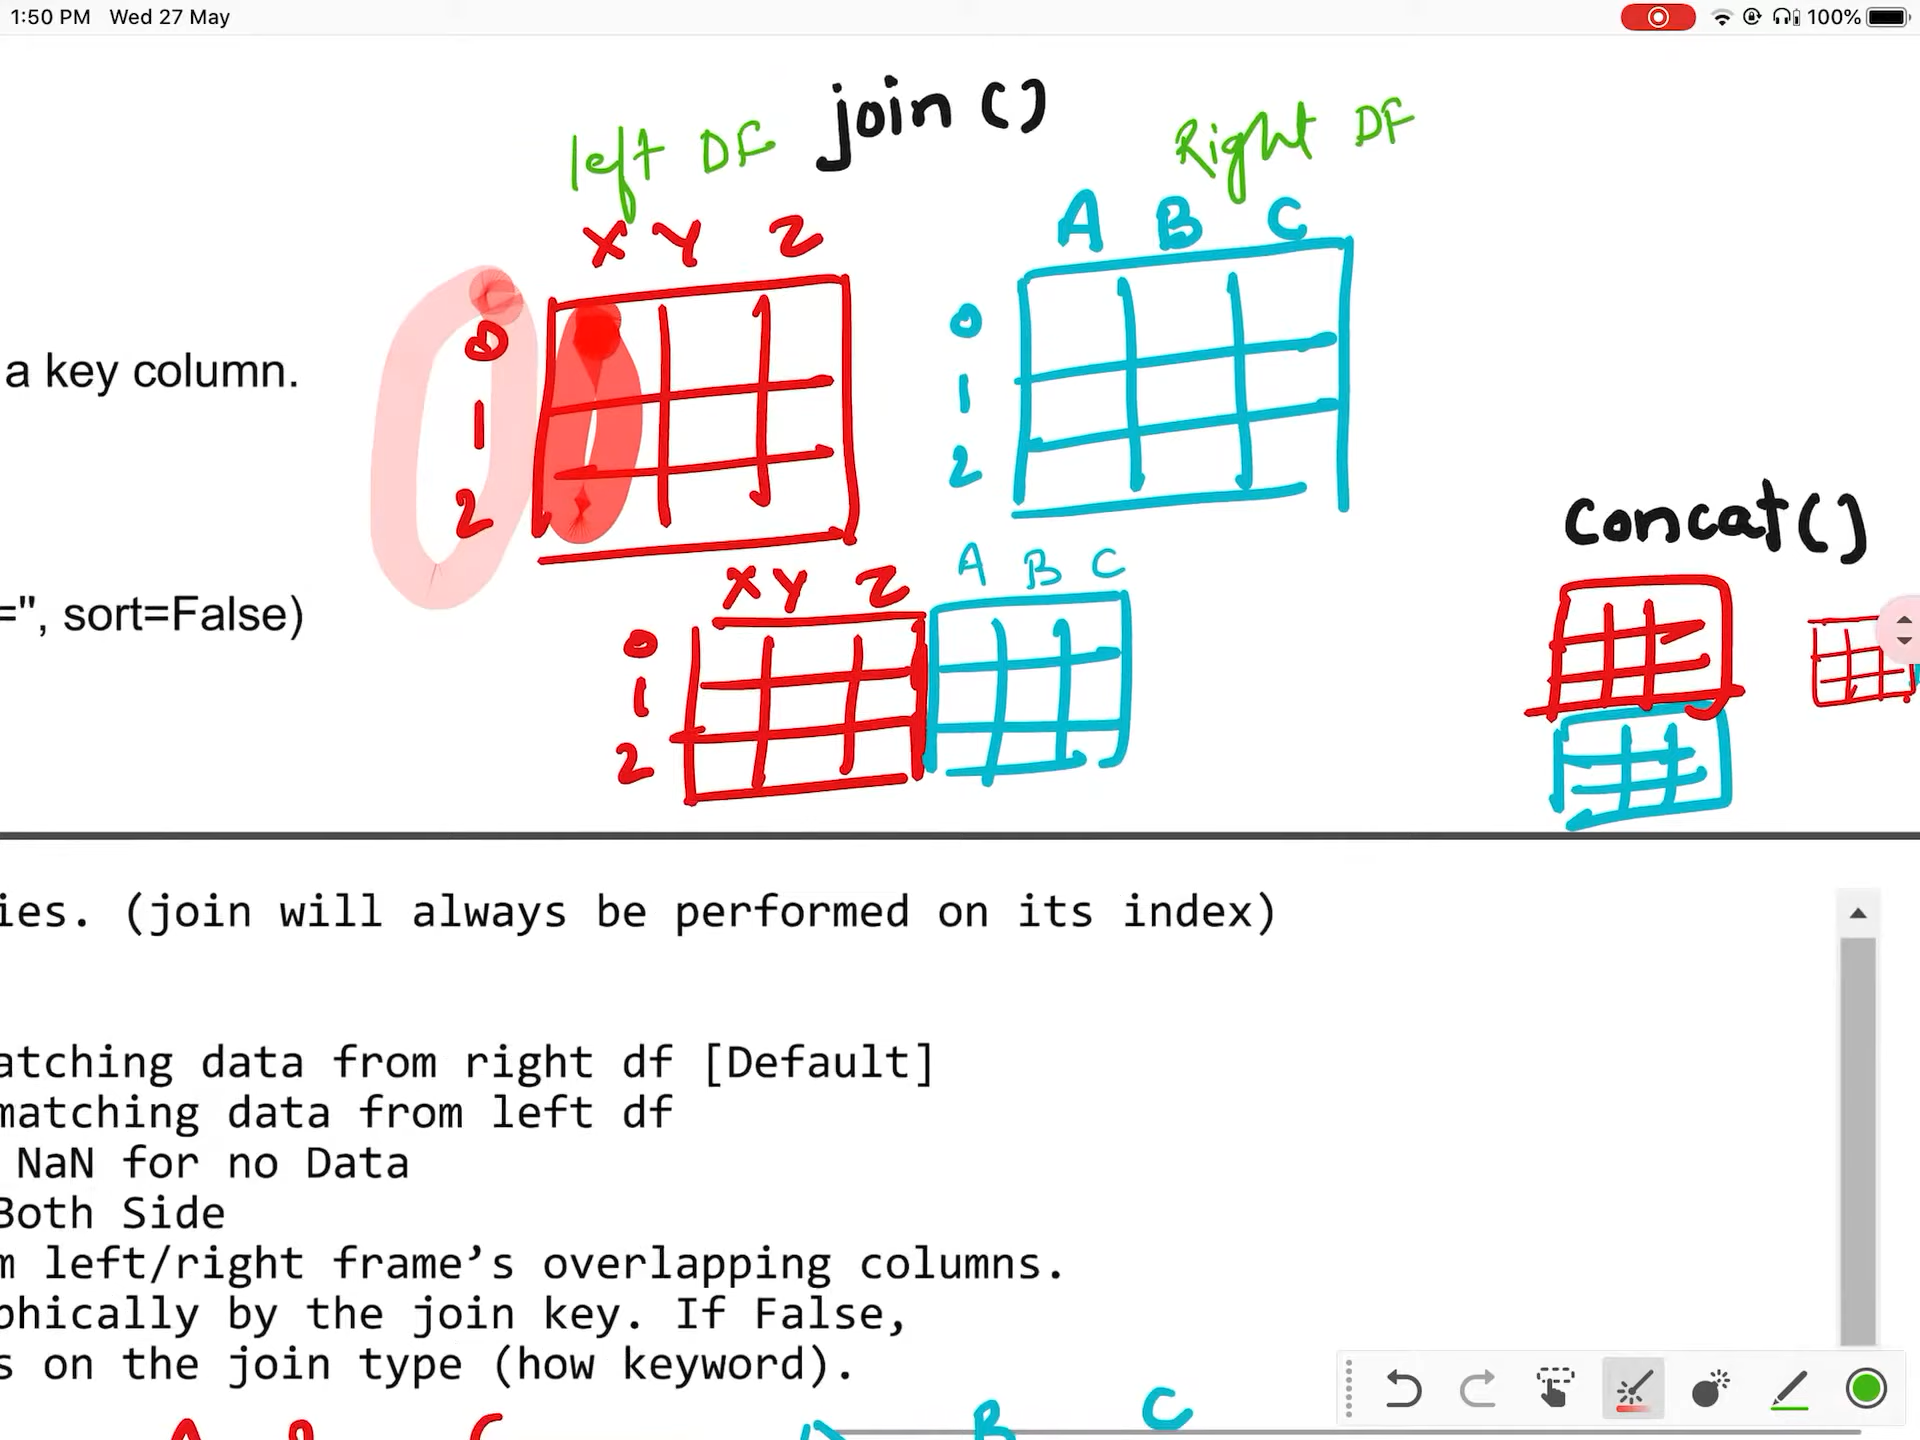 1:50 PM Wed 27 May 100%
join ()
left DF Right DF
X Y Z A B C
0 0
1 1
2 2
a key column.
concat()
X Y Z A B C
=", sort=False)
0
1
2
ies. (join will always be performed on its index)
atching data from right df [Default]
matching data from left df
NaN for no Data
Both Side
m left/right frame’s overlapping columns.
phically by the join key. If False,
s on the join type (how keyword).
B C